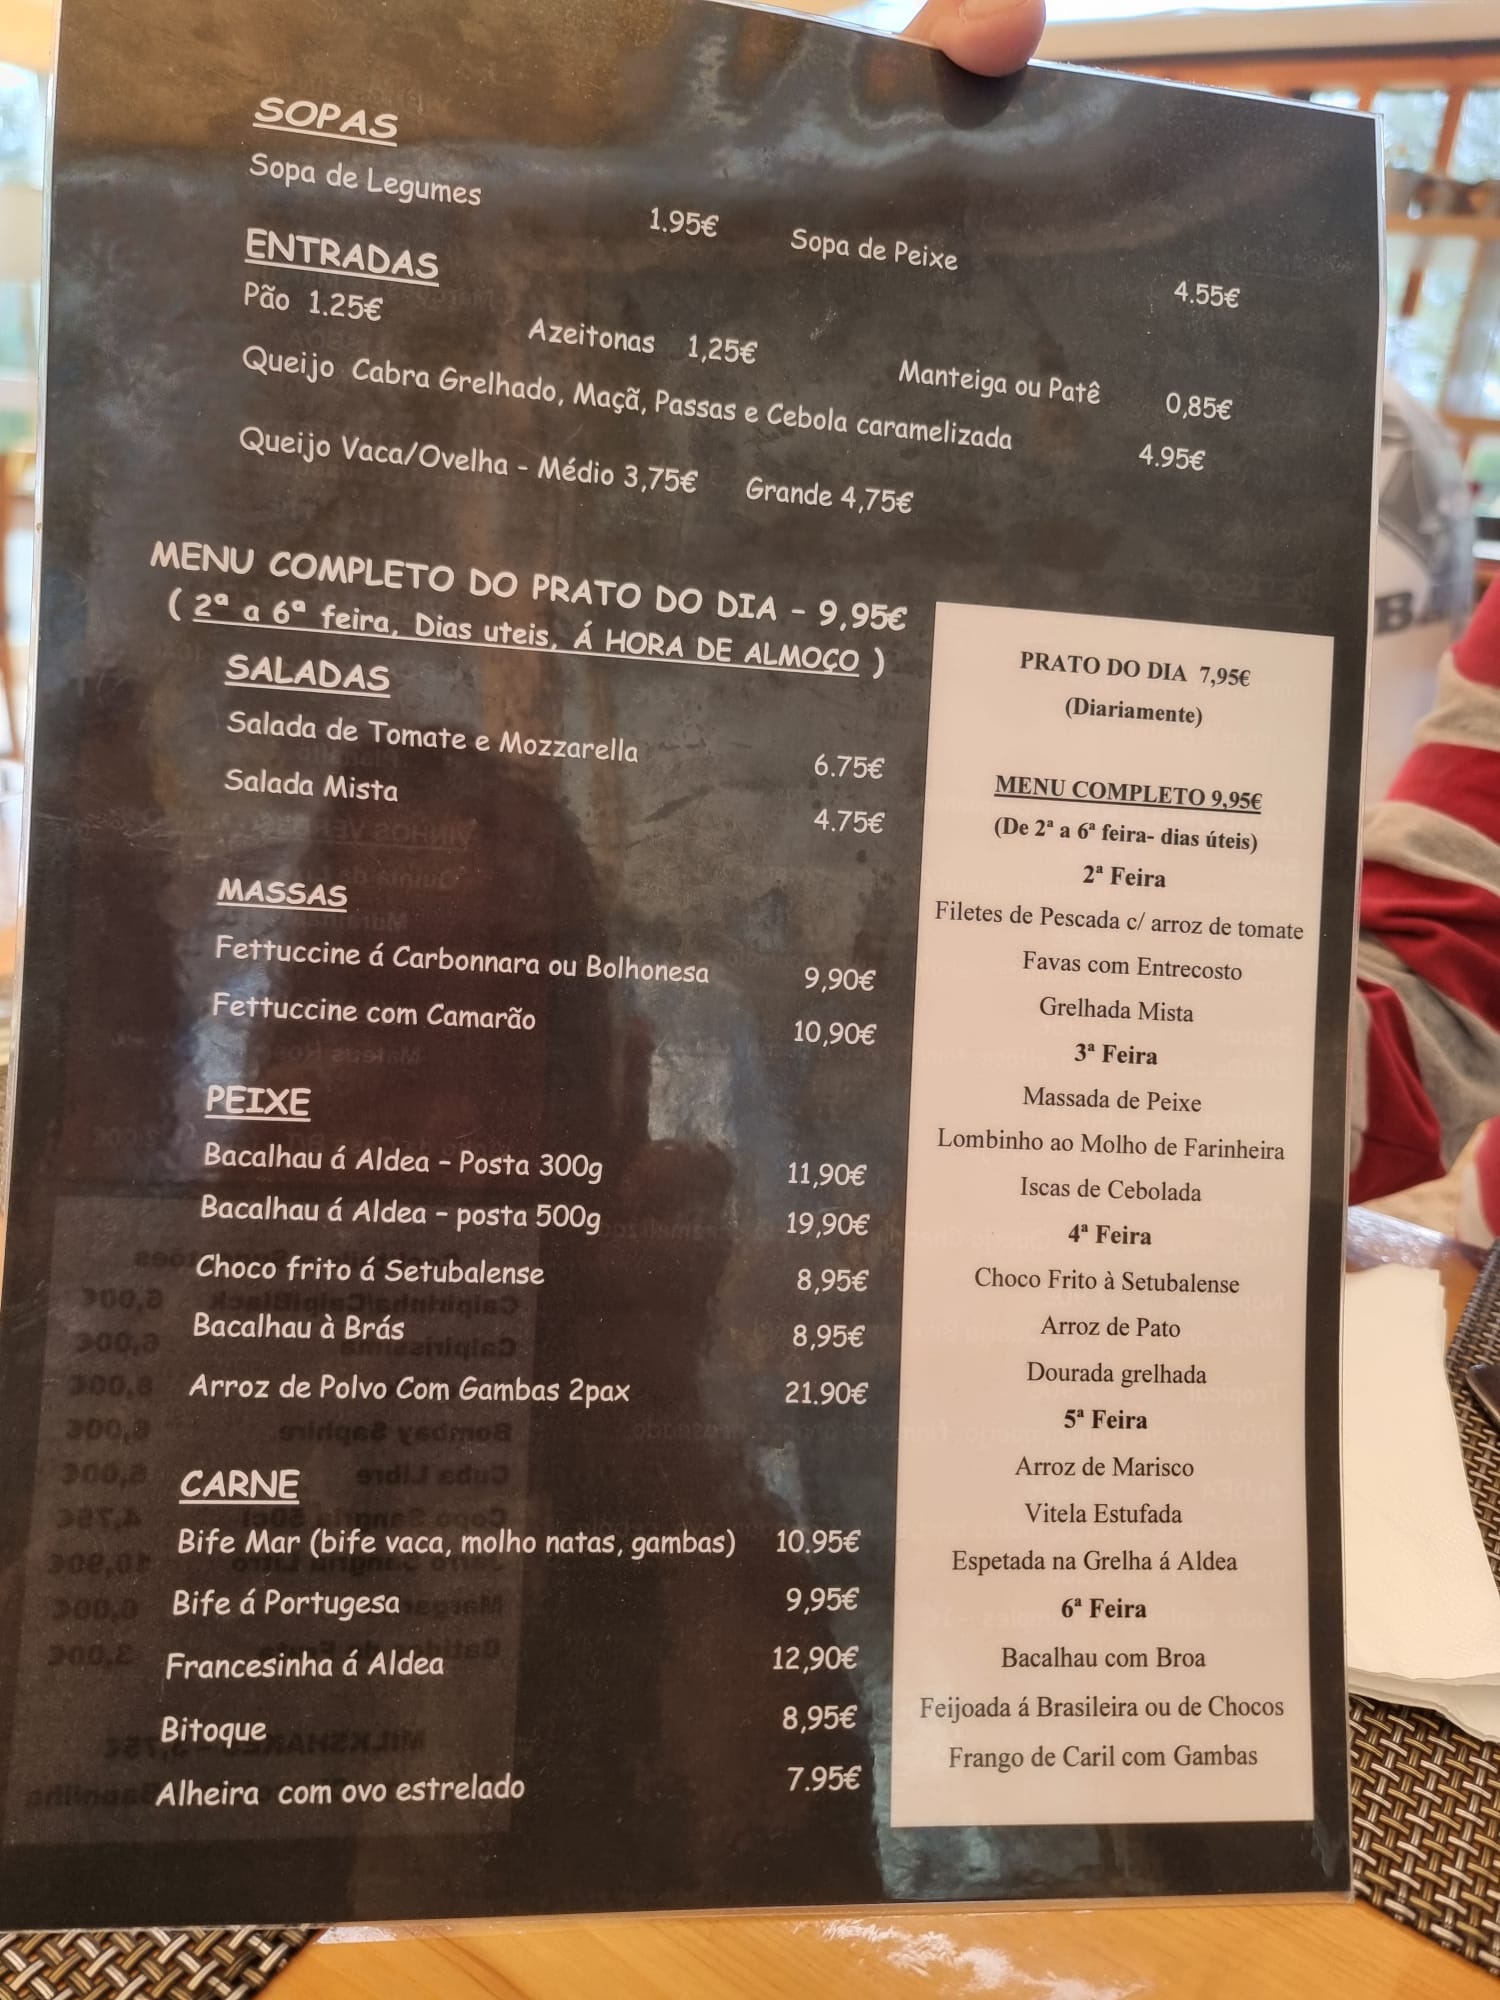 SOPAS
Sopa de Legumes 1.95€ Sopa de Peixe 4.55€
ENTRADAS
Pão 1.25€ Azeitonas 1,25€ Manteiga ou Patê 0,85€
Queijo Cabra Grelhado, Maçã, Passas e Cebola caramelizada 4.95€
Queijo Vaca/Ovelha - Médio 3,75€ Grande 4,75€
MENU COMPLETO DO PRATO DO DIA - 9,95€
( 2ª a 6ª feira, Dias uteis, Á HORA DE ALMOÇO )
SALADAS
Salada de Tomate e Mozzarella 6.75€
Salada Mista 4.75€
MASSAS
Fettuccine á Carbonnara ou Bolhonesa 9,90€
Fettuccine com Camarão 10,90€
PEIXE
Bacalhau á Aldea – Posta 300g 11,90€
Bacalhau á Aldea – posta 500g 19,90€
Choco frito á Setubalense 8,95€
Bacalhau à Brás 8,95€
Arroz de Polvo Com Gambas 2pax 21.90€
CARNE
Bife Mar (bife vaca, molho natas, gambas) 10.95€
Bife á Portugesa 9,95€
Francesinha á Aldea 12,90€
Bitoque 8,95€
Alheira com ovo estrelado 7.95€
PRATO DO DIA 7,95€
(Diariamente)
MENU COMPLETO 9,95€
(De 2ª a 6ª feira- dias úteis)
2ª Feira
Filetes de Pescada c/ arroz de tomate
Favas com Entrecosto
Grelhada Mista
3ª Feira
Massada de Peixe
Lombinho ao Molho de Farinheira
Iscas de Cebolada
4ª Feira
Choco Frito à Setubalense
Arroz de Pato
Dourada grelhada
5ª Feira
Arroz de Marisco
Vitela Estufada
Espetada na Grelha á Aldea
6ª Feira
Bacalhau com Broa
Feijoada á Brasileira ou de Chocos
Frango de Caril com Gambas